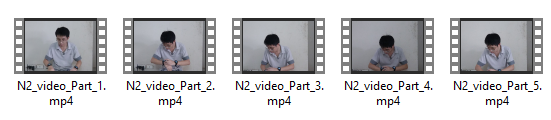 N2_video_Part_1.
mp4
N2_video_Part_2.
mp4
N2_video_Part_3.
mp4
N2_video_Part_4.
mp4
N2_video_Part_5.
mp4